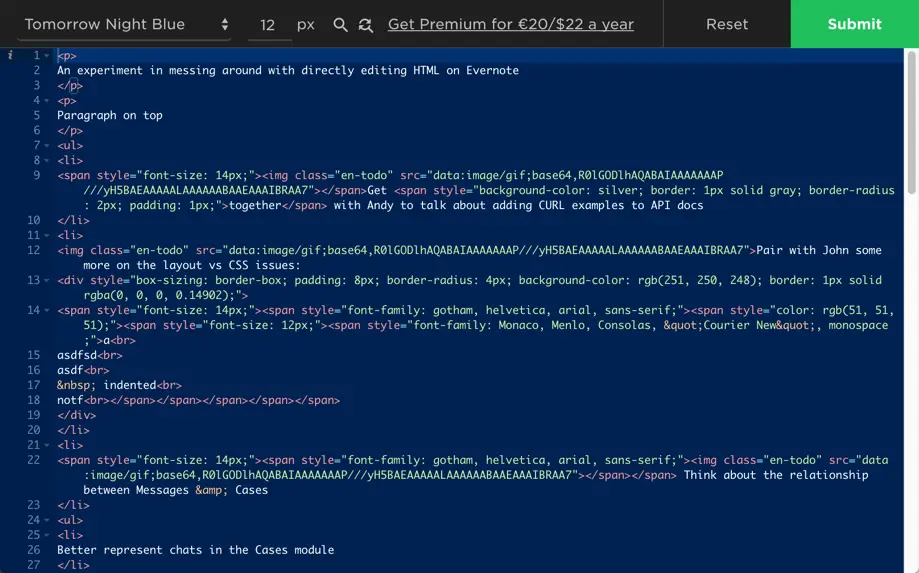 Tomorrow Night Blue 12 px Get Premium for €20/$22 a year Reset Submit
i 1 <p>
2 An experiment in messing around with directly editing HTML on Evernote
3 </p>
4 <p>
5 Paragraph on top
6 </p>
7 <ul>
8 <li>
9 <span style="font-size: 14px;"><img class="en-todo" src="data:image/gif;base64,R0lGODlhAQABAIAAAAAAAP
///yH5BAEAAAAALAAAAAABAAEAAAIBRAA7"></span>Get <span style="background-color: silver; border: 1px solid gray; border-radius
: 2px; padding: 1px;">together</span> with Andy to talk about adding CURL examples to API docs
10 </li>
11 <li>
12 <img class="en-todo" src="data:image/gif;base64,R0lGODlhAQABAIAAAAAAAP///yH5BAEAAAAALAAAAAABAAEAAAIBRAA7">Pair with John some
more on the layout vs CSS issues:
13 <div style="box-sizing: border-box; padding: 8px; border-radius: 4px; background-color: rgb(251, 250, 248); border: 1px solid
rgba(0, 0, 0, 0.14902);">
14 <span style="font-size: 14px;"><span style="font-family: gotham, helvetica, arial, sans-serif;"><span style="color: rgb(51, 51,
51);"><span style="font-size: 12px;"><span style="font-family: Monaco, Menlo, Consolas, &quot;Courier New&quot;, monospace
;">a<br>
15 asdfsd<br>
16 asdf<br>
17 &nbsp; indented<br>
18 notf<br></span></span></span></span></span>
19 </div>
20 </li>
21 <li>
22 <span style="font-size: 14px;"><span style="font-family: gotham, helvetica, arial, sans-serif;"><img class="en-todo" src="data
:image/gif;base64,R0lGODlhAQABAIAAAAAAAP///yH5BAEAAAAALAAAAAABAAEAAAIBRAA7"></span></span> Think about the relationship
between Messages &amp; Cases
23 </li>
24 <ul>
25 <li>
26 Better represent chats in the Cases module
27 </li>